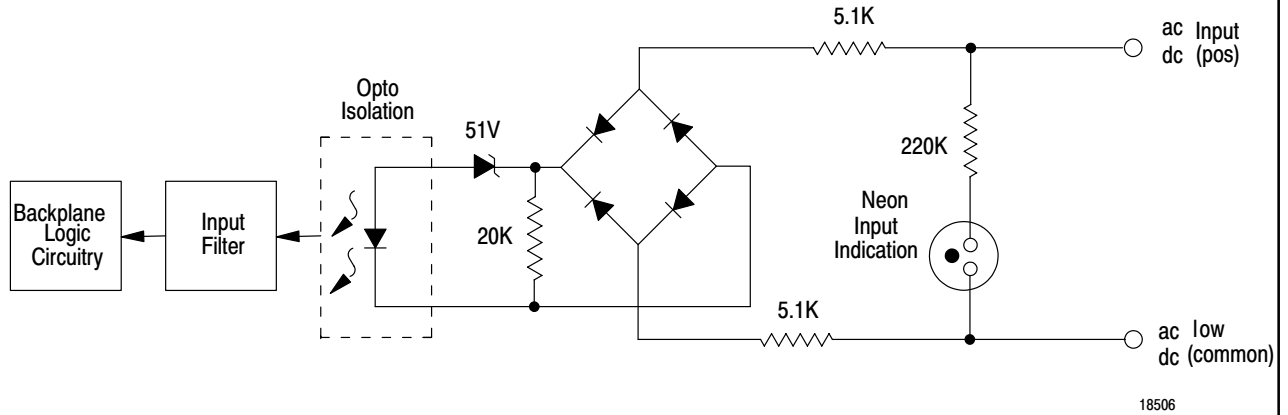 5.1K
ac Input
dc (pos)
Opto
Isolation
51V
220K
Backplane
Logic
Circuitry
Input
Filter
20K
Neon
Input
Indication
5.1K
ac low
dc (common)
18506